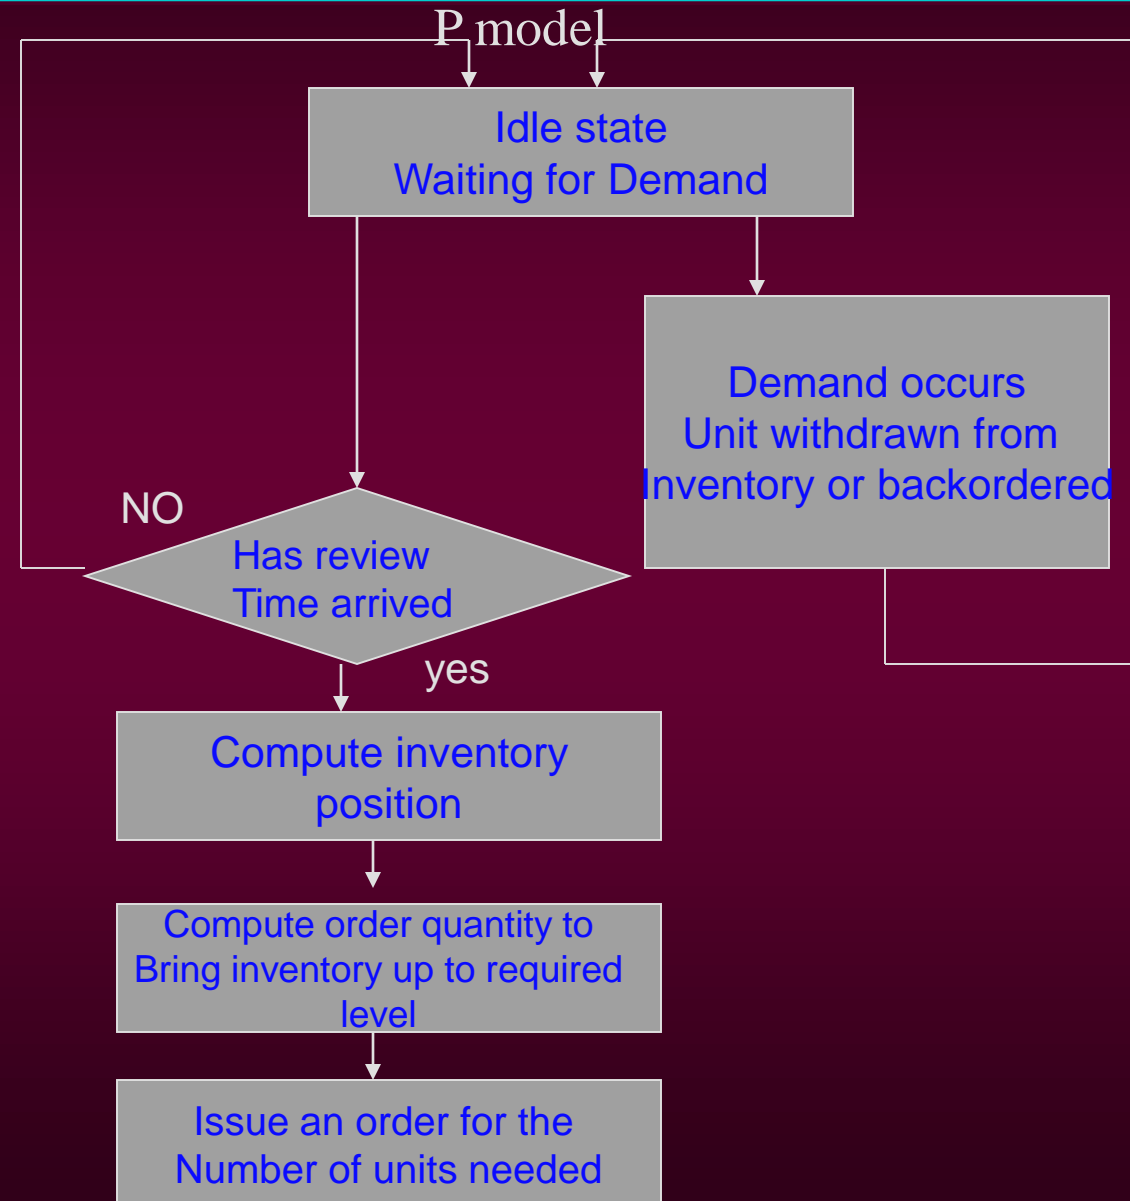 P model
Idle state
Waiting for Demand
Demand occurs
Unit withdrawn from
Inventory or backordered
NO
Has review
Time arrived
yes
Compute inventory
position
Compute order quantity to
Bring inventory up to required
level
Issue an order for the
Number of units needed